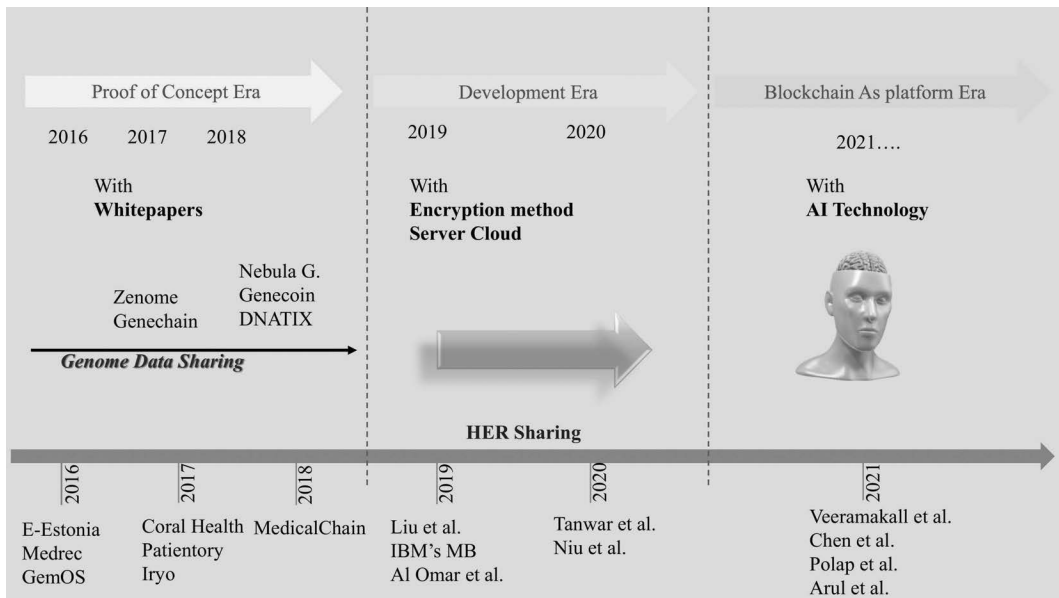 Proof of Concept Era
2016 2017 2018
With
Whitepapers
Zenome
Genechain
Nebula G.
Genecoin
DNATIX
Genome Data Sharing
Development Era
2019 2020
With
Encryption method
Server Cloud
Blockchain As platform Era
2021....
With
AI Technology
HER Sharing
2016
E-Estonia
Medrec
GemOS
2017
Coral Health
Patientory
Iryo
2018
MedicalChain
2019
Liu et al.
IBM's MB
Al Omar et al.
2020
Tanwar et al.
Niu et al.
2021
Veeramakall et al.
Chen et al.
Polap et al.
Arul et al.